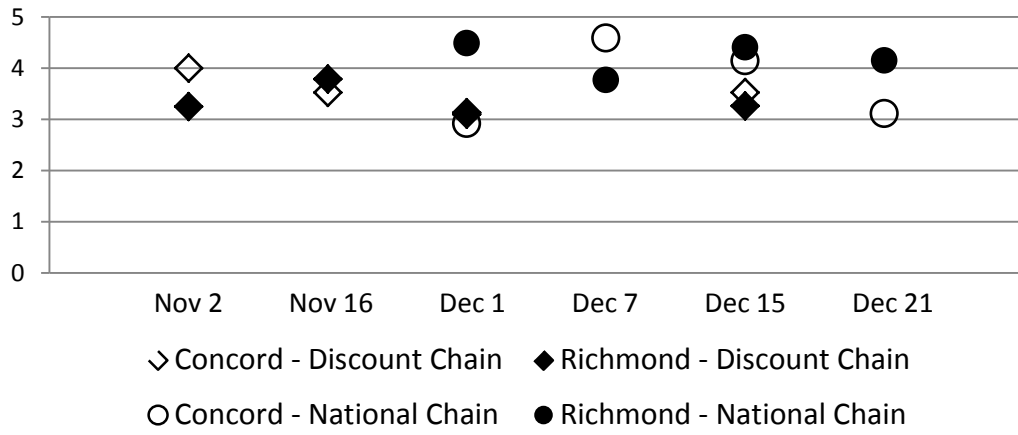 5
4
3
2
1
0
Nov 2 Nov 16 Dec 1 Dec 7 Dec 15 Dec 21
Concord - Discount Chain Richmond - Discount Chain
Concord - National Chain Richmond - National Chain